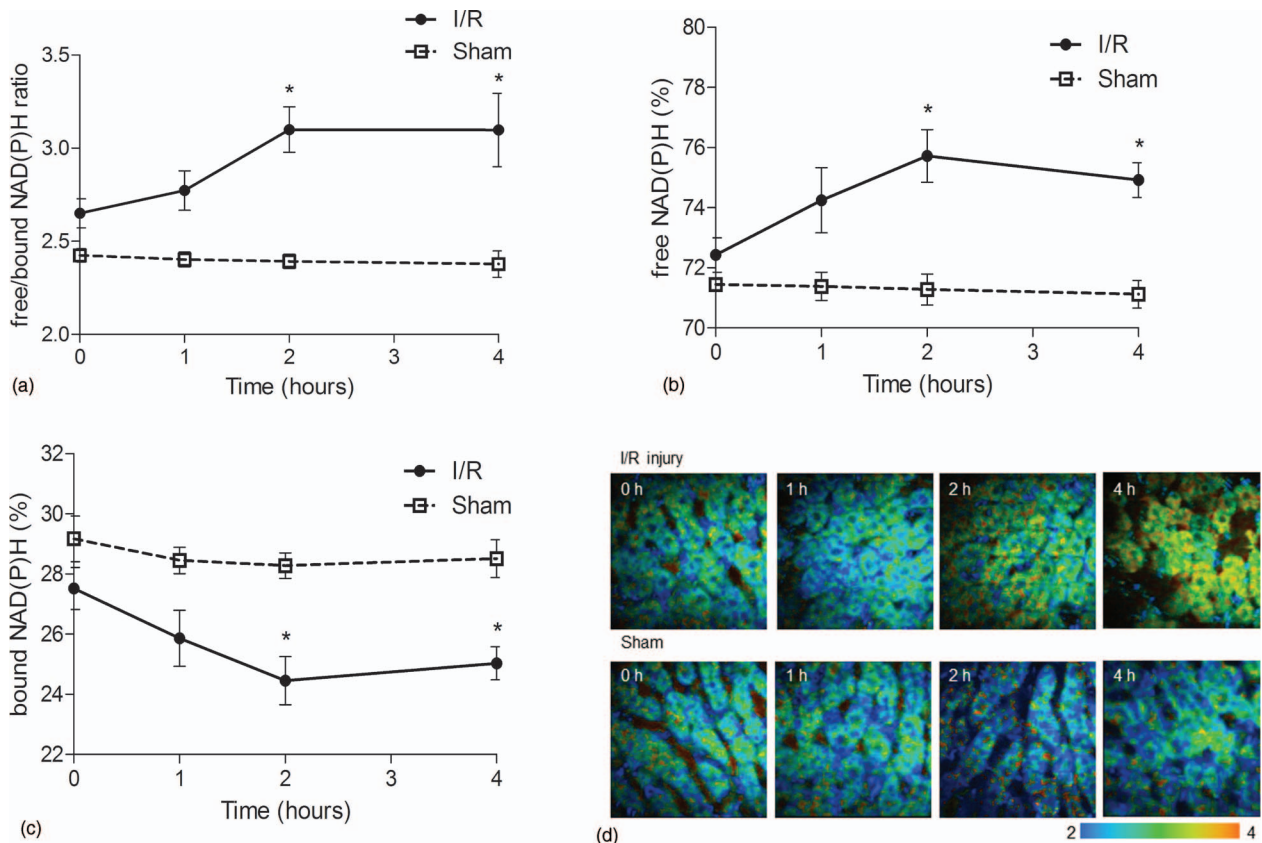 I/R
Sham
free/bound NAD(P)H ratio
3.5
3.0
2.5
2.0
*
*
0
1
2
3
4
Time (hours)
(a)
I/R
Sham
free NAD(P)H (%)
80
78
76
74
72
70
*
*
0
1
2
3
4
Time (hours)
(b)
I/R
Sham
bound NAD(P)H (%)
32
30
28
26
24
22
*
*
0
1
2
3
4
Time (hours)
(c)
I/R injury
0 h
1 h
2 h
4 h
Sham
0 h
1 h
2 h
4 h
(d)
2
4